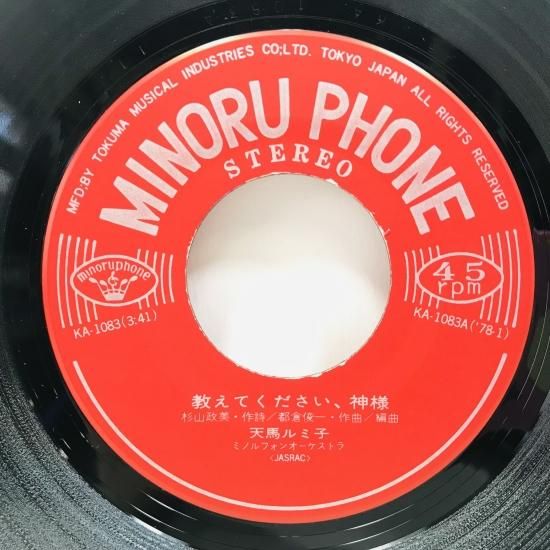 MFD:BY TOKUMA MUSICAL INDUSTRIES CO;LTD. TOKYO JAPAN ALL RIGHTS RESERVED
MINORU PHONE
STEREO
minoruphone
KA-1083(3:41)
45
rpm
KA-1083A('78-1)
教えてください、神様
杉山政美・作詩/都倉俊一・作曲/編曲
天馬ルミ子
ミノルフォンオーケストラ
〈JASRAC〉